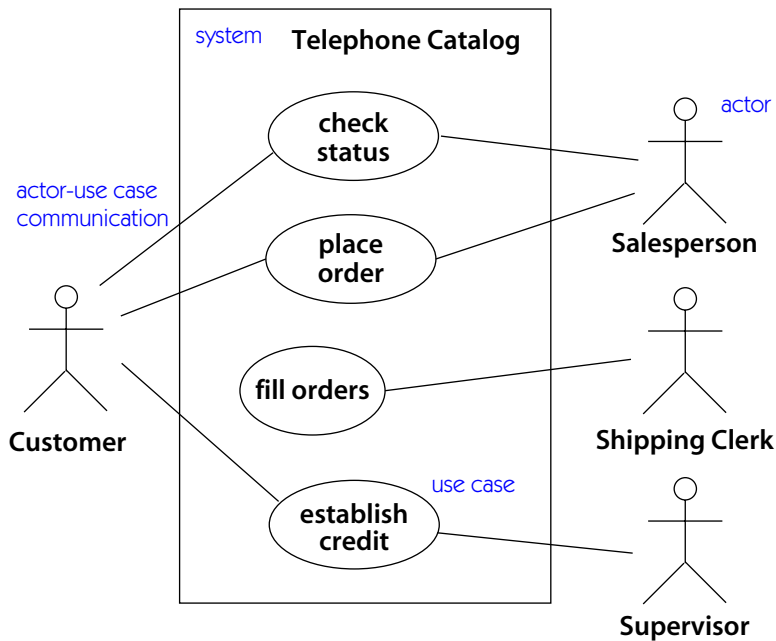 system
Telephone Catalog
check
status
actor
actor-use case
communication
place
order
Salesperson
fill orders
Customer
Shipping Clerk
use case
establish
credit
Supervisor